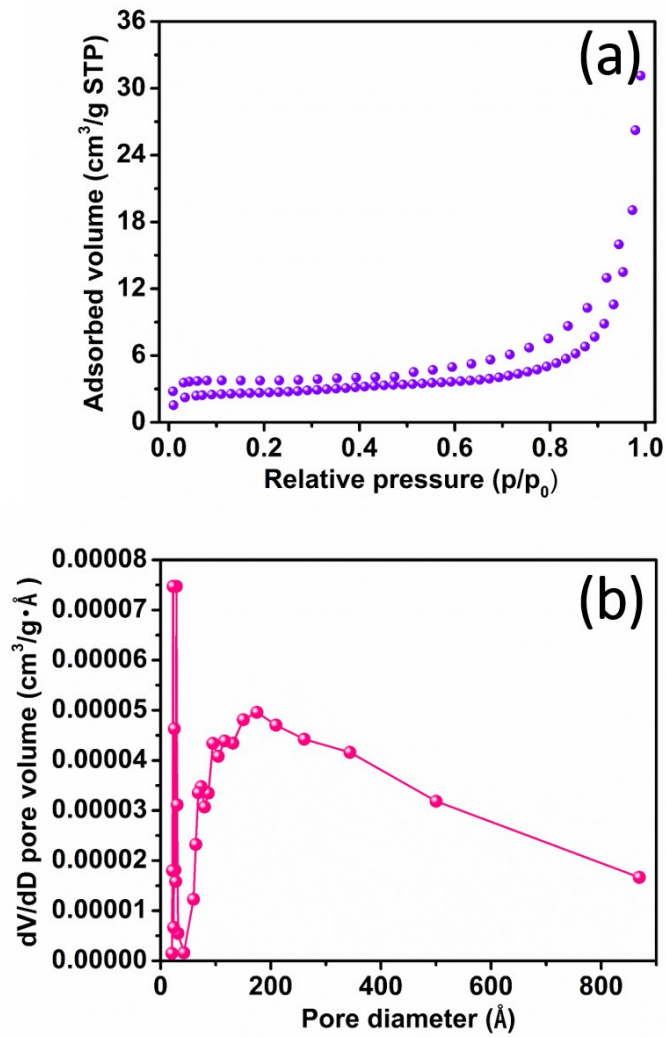 (a)
Adsorbed volume (cm³/g STP)
36
30
24
18
12
6
0
0.0 0.2 0.4 0.6 0.8 1.0
Relative pressure (p/p₀)
(b)
dV/dD pore volume (cm³/g·Å)
0.00008
0.00007
0.00006
0.00005
0.00004
0.00003
0.00002
0.00001
0.00000
0 200 400 600 800
Pore diameter (Å)